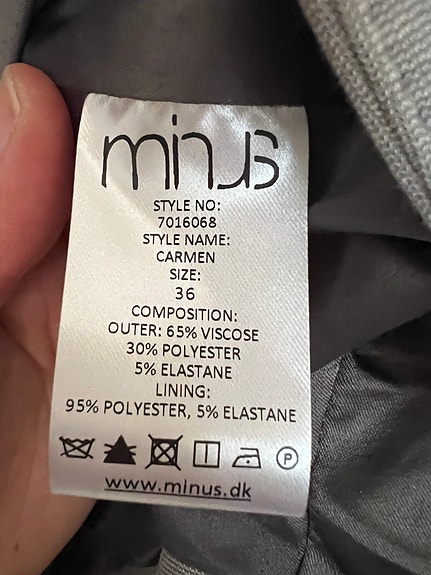 minus
STYLE NO:
7016068
STYLE NAME:
CARMEN
SIZE:
36
COMPOSITION:
OUTER: 65% VISCOSE
30% POLYESTER
5% ELASTANE
LINING:
95% POLYESTER, 5% ELASTANE
P
www.minus.dk